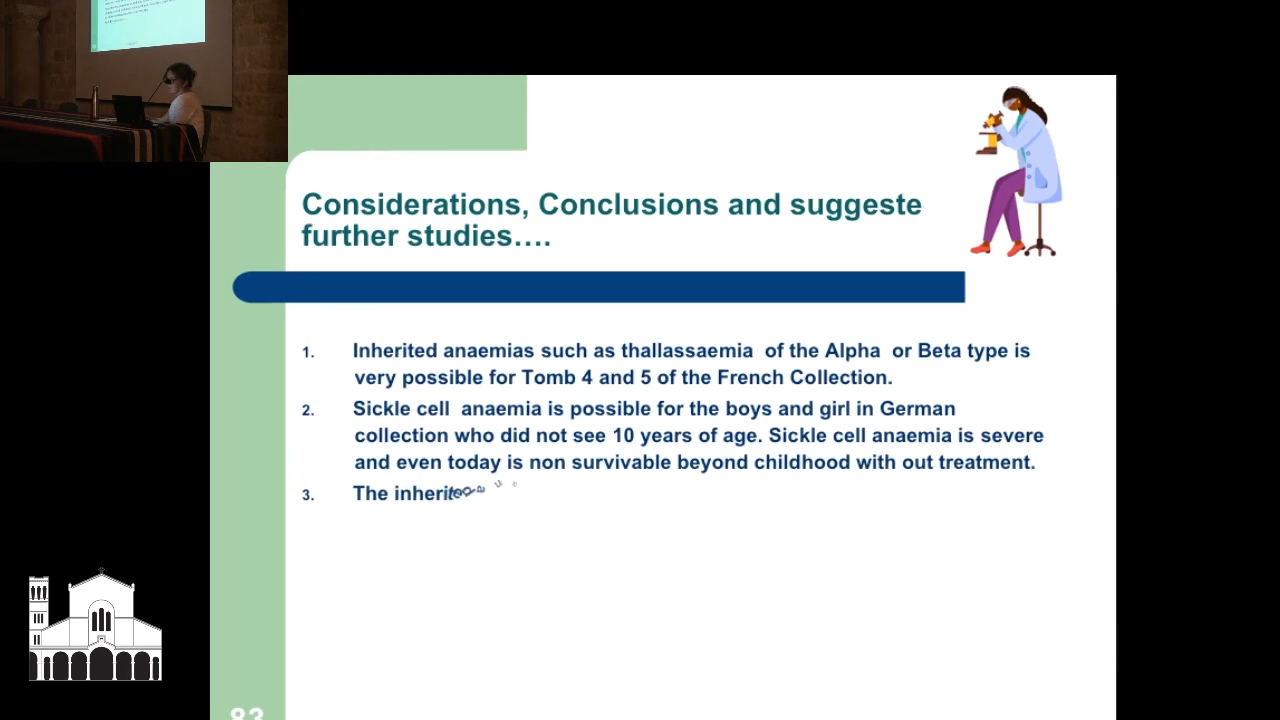 Considerations, Conclusions and suggeste
further studies….
1. Inherited anaemias such as thallassaemia of the Alpha or Beta type is
very possible for Tomb 4 and 5 of the French Collection.
2. Sickle cell anaemia is possible for the boys and girl in German
collection who did not see 10 years of age. Sickle cell anaemia is severe
and even today is non survivable beyond childhood with out treatment.
3. The inherited
83